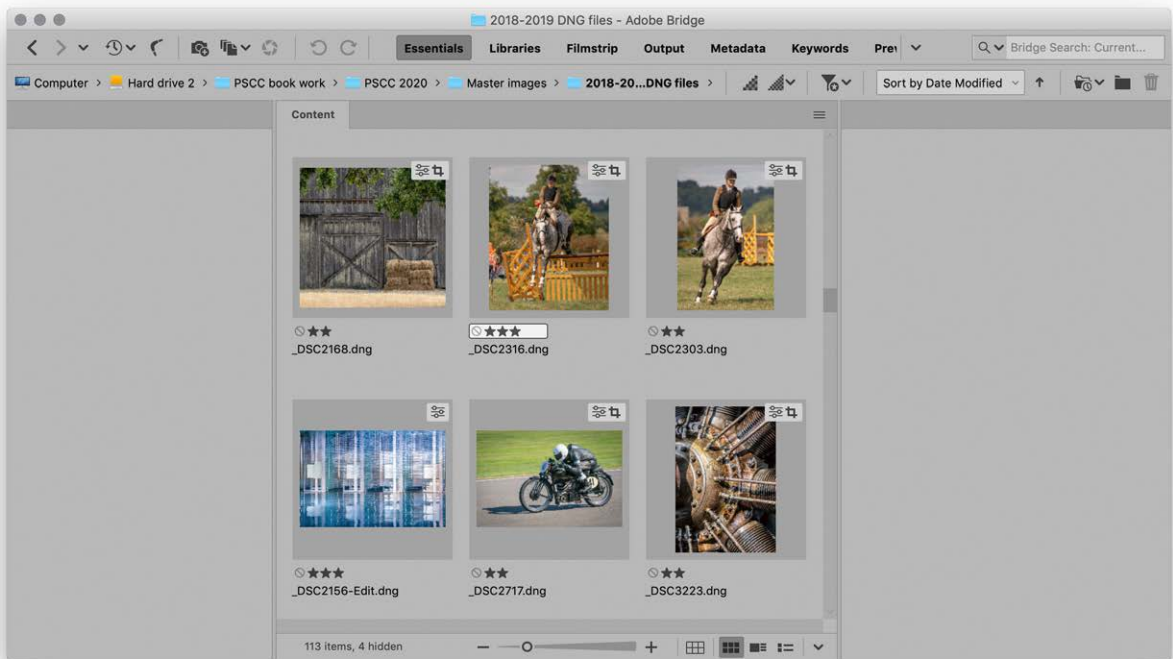 2018-2019 DNG files - Adobe Bridge
Essentials Libraries Filmstrip Output Metadata Keywords Prev Bridge Search: Current...
Computer > Hard drive 2 > PSCC book work > PSCC 2020 > Master images > 2018-20...DNG files > Sort by Date Modified
Content
★★ ★★★ ★★
_DSC2168.dng _DSC2316.dng _DSC2303.dng
★★★ ★★ ★★
_DSC2156-Edit.dng _DSC2717.dng _DSC3223.dng
113 items, 4 hidden